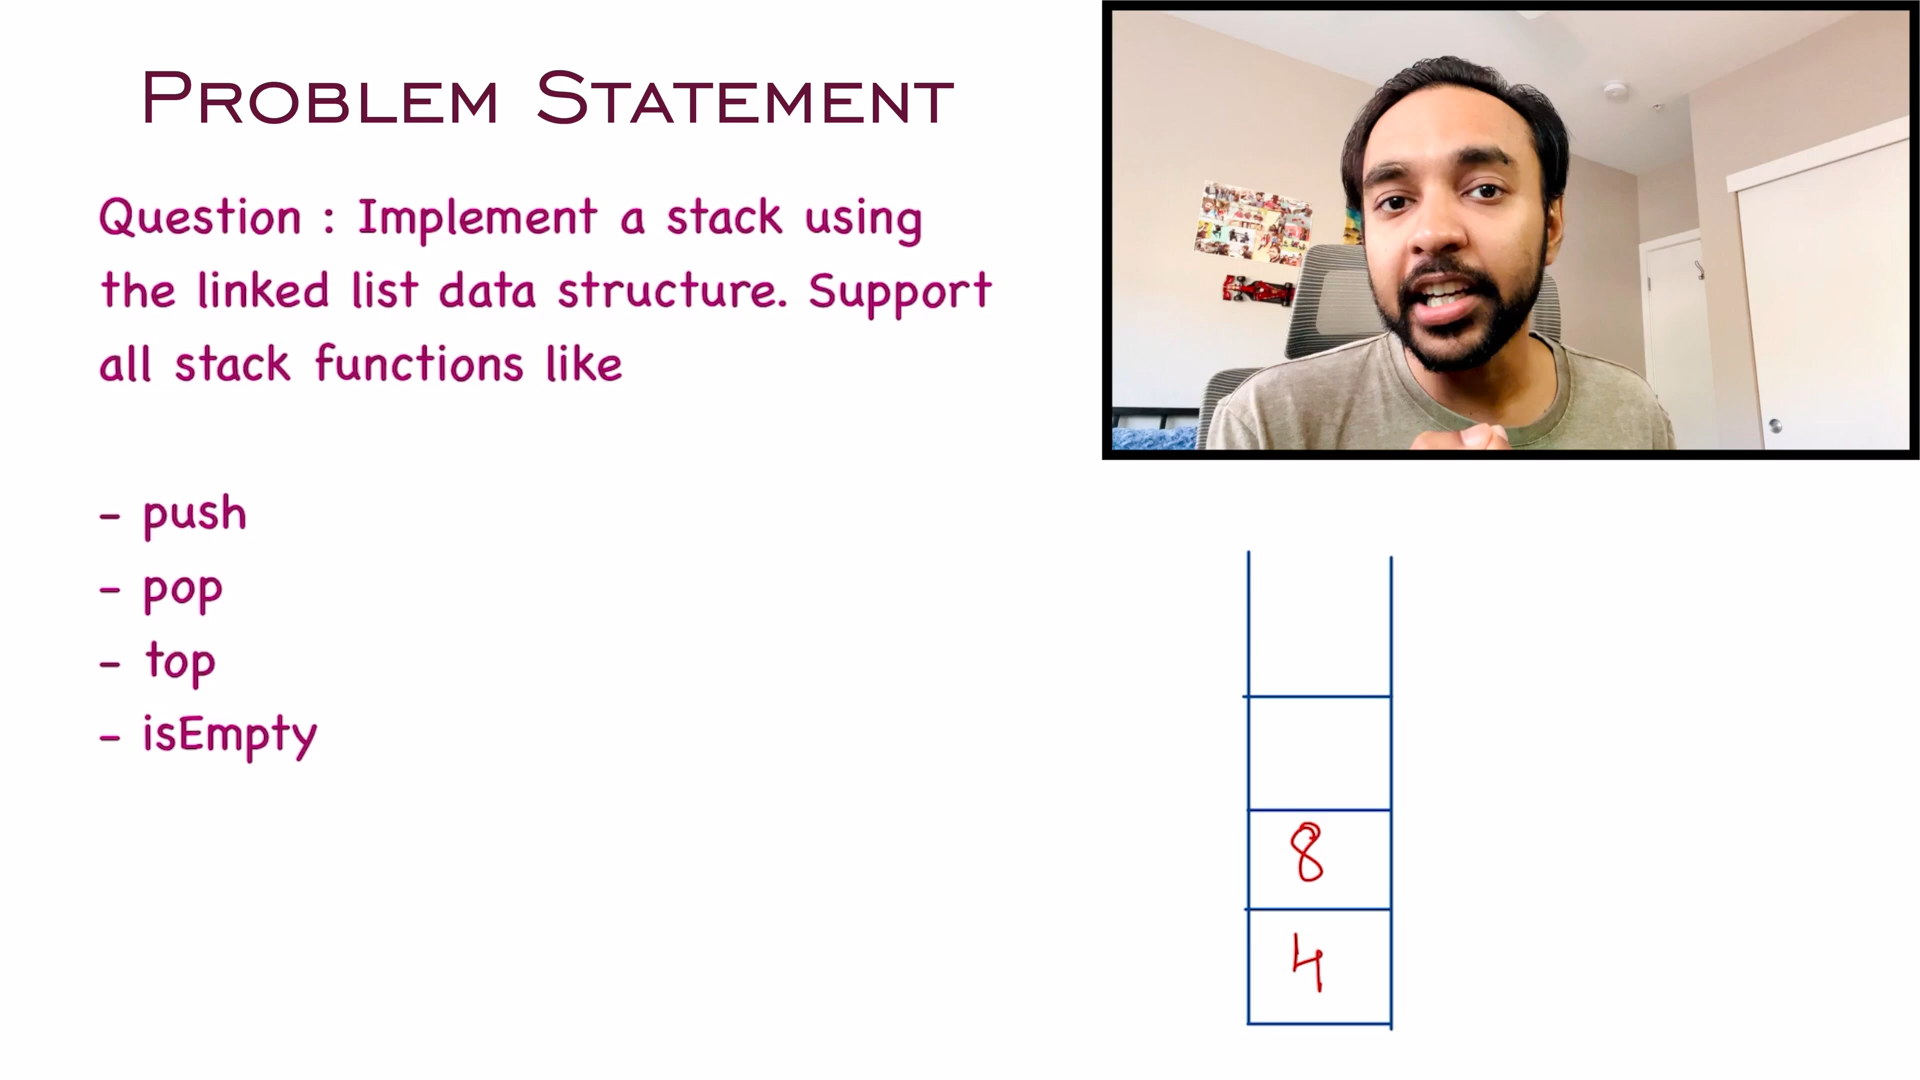 PROBLEM STATEMENT
Question : Implement a stack using
the linked list data structure. Support
all stack functions like
- push
- pop
- top
- isEmpty
8
4